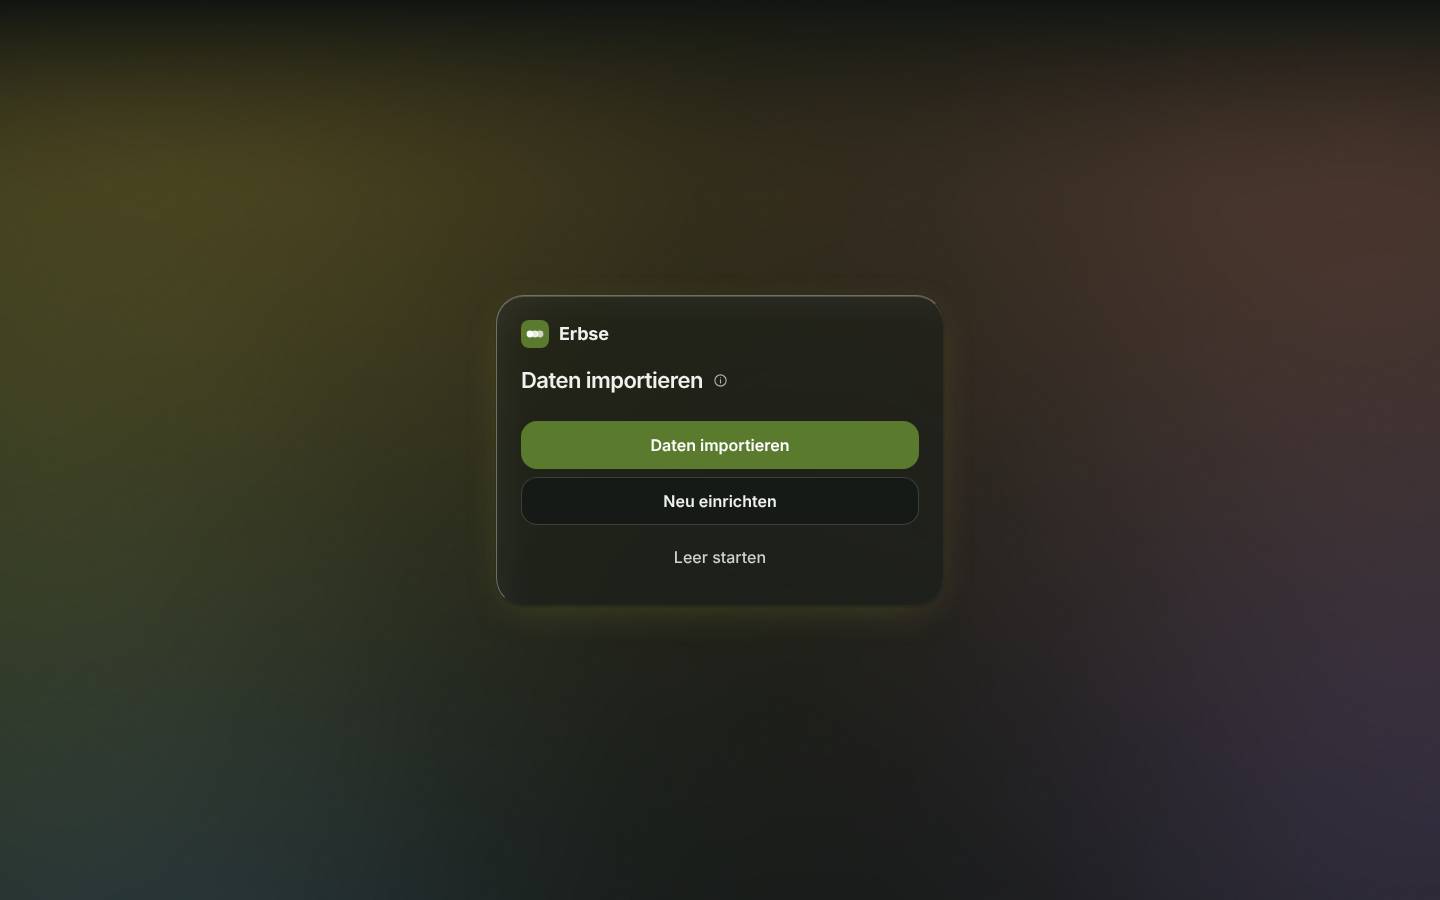 Erbse
Daten importieren
Daten importieren
Neu einrichten
Leer starten